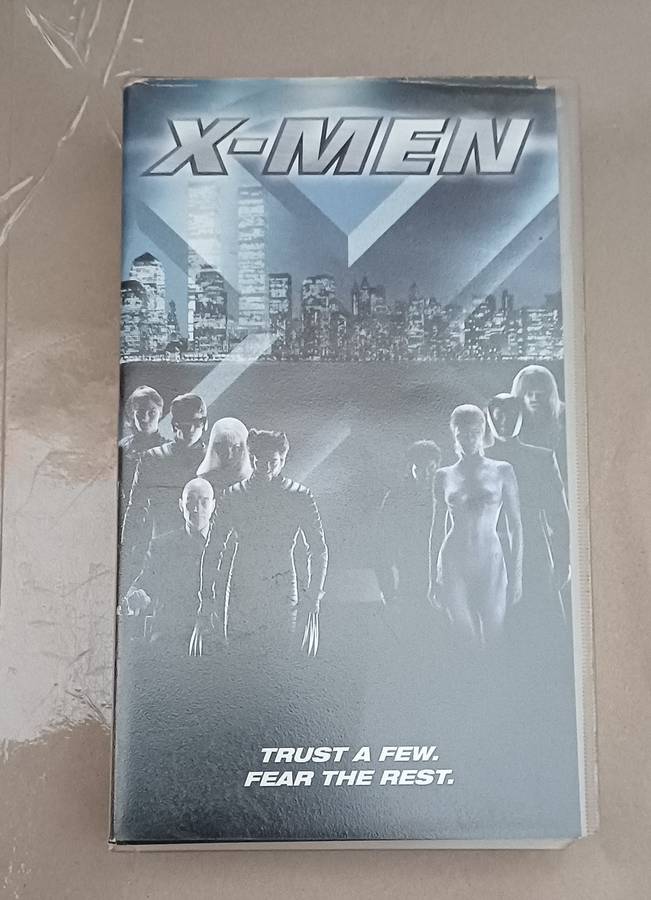 X-MEN
TRUST A FEW.
FEAR THE REST.